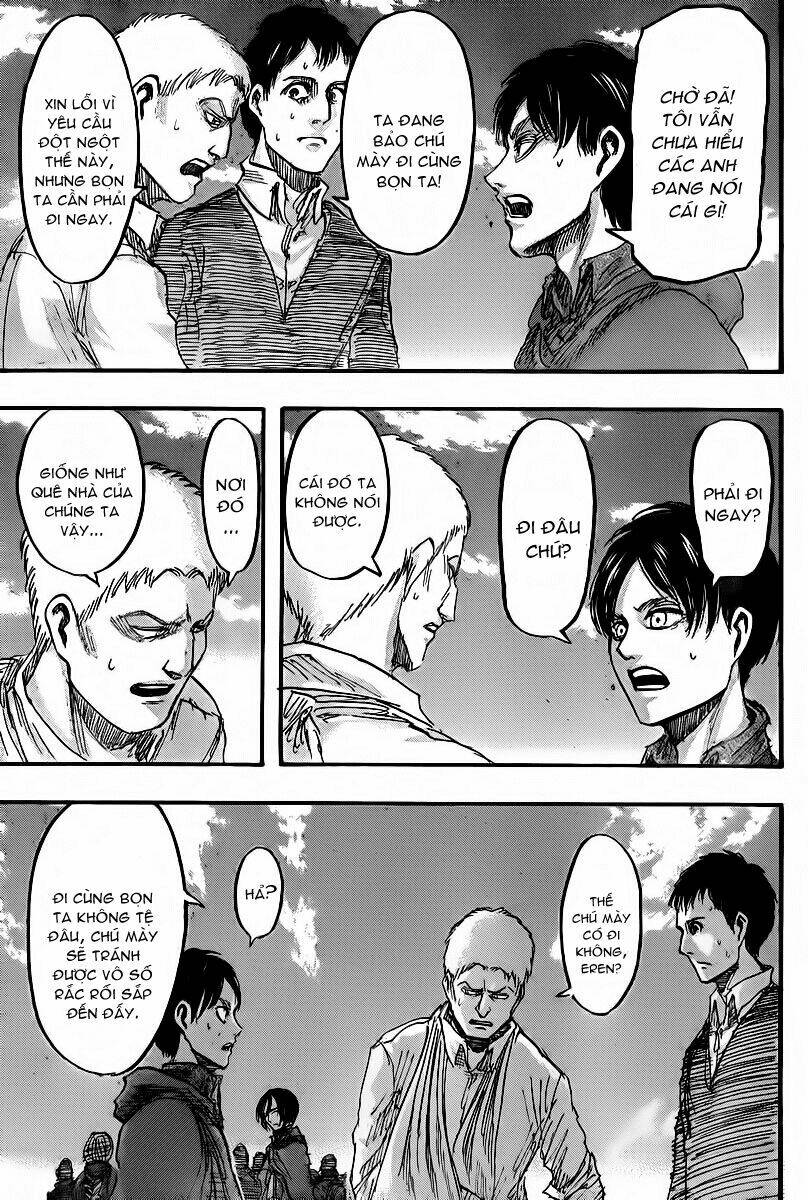 CHỜ ĐÃ!
TÔI VẪN
CHƯA HIỂU
CÁC ANH
ĐANG NÓI
CÁI GÌ!
TA ĐANG
BẢO CHÚ
MÀY ĐI CÙNG
BỌN TA!
XIN LỖI VÌ
YÊU CẦU
ĐỘT NGỘT
THẾ NÀY,
NHƯNG BỌN
TA CẦN PHẢI
ĐI NGAY.
PHẢI ĐI
NGAY?
ĐI ĐÂU
CHỨ?
CÁI ĐÓ TA
KHÔNG NÓI
ĐƯỢC.
NƠI
ĐÓ
...
GIỐNG NHƯ
QUÊ NHÀ CỦA
CHÚNG TA
VẬY...
THẾ
CHÚ MÀY
CÓ ĐI
KHÔNG,
EREN?
HẢ?
ĐI CÙNG BỌN
TA KHÔNG TỆ
ĐÂU, CHÚ MÀY
SẼ TRÁNH
ĐƯỢC VÔ SỐ
RẮC RỐI SẮP
ĐẾN ĐẤY.